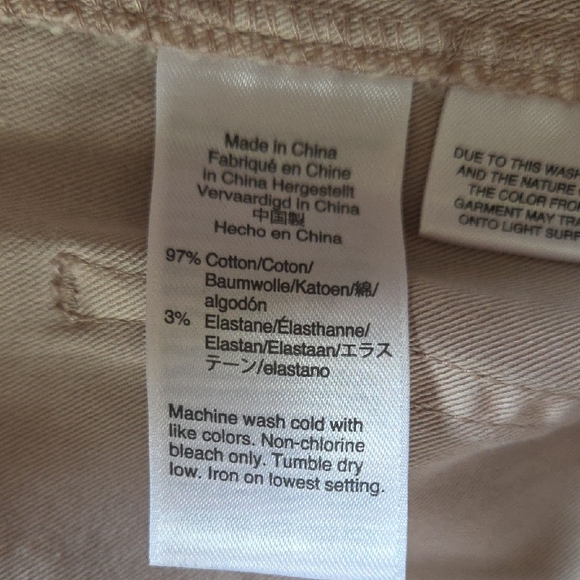 Made in China
Fabriqué en Chine
in China Hergestellt
Vervaardigd in China
中国製
Hecho en China
97% Cotton/Coton/
Baumwolle/Katoen/綿/
algodón
3% Elastane/Élasthanne/
Elastan/Elastaan/エラス
テーン/elastano
Machine wash cold with
like colors. Non-chlorine
bleach only. Tumble dry
low. Iron on lowest setting.
DUE TO THIS WASH
AND THE NATURE
THE COLOR FROM
GARMENT MAY
ONTO LIGHT